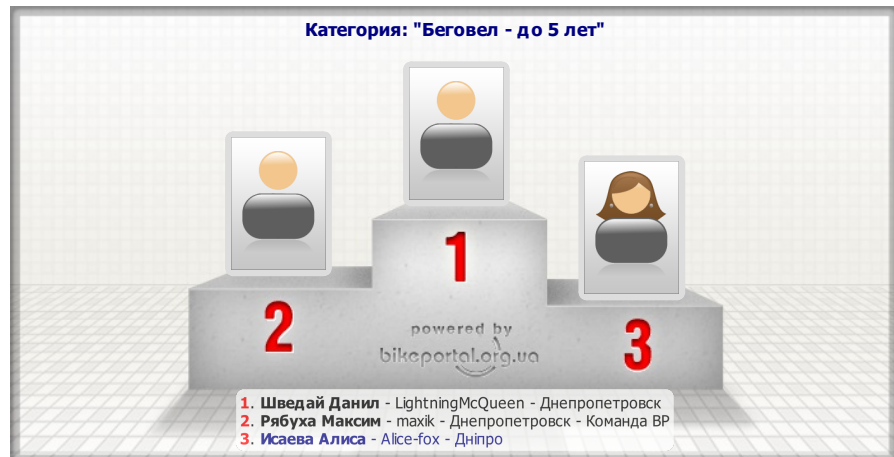 Категория: "Беговел - до 5 лет"
1
2
3
powered by
bikeportal.org.ua
1. Шведай Данил - LightningMcQueen - Днепропетровск
2. Рябуха Максим - maxik - Днепропетровск - Команда ВР
3. Исаева Алиса - Alice-fox - Дніпро